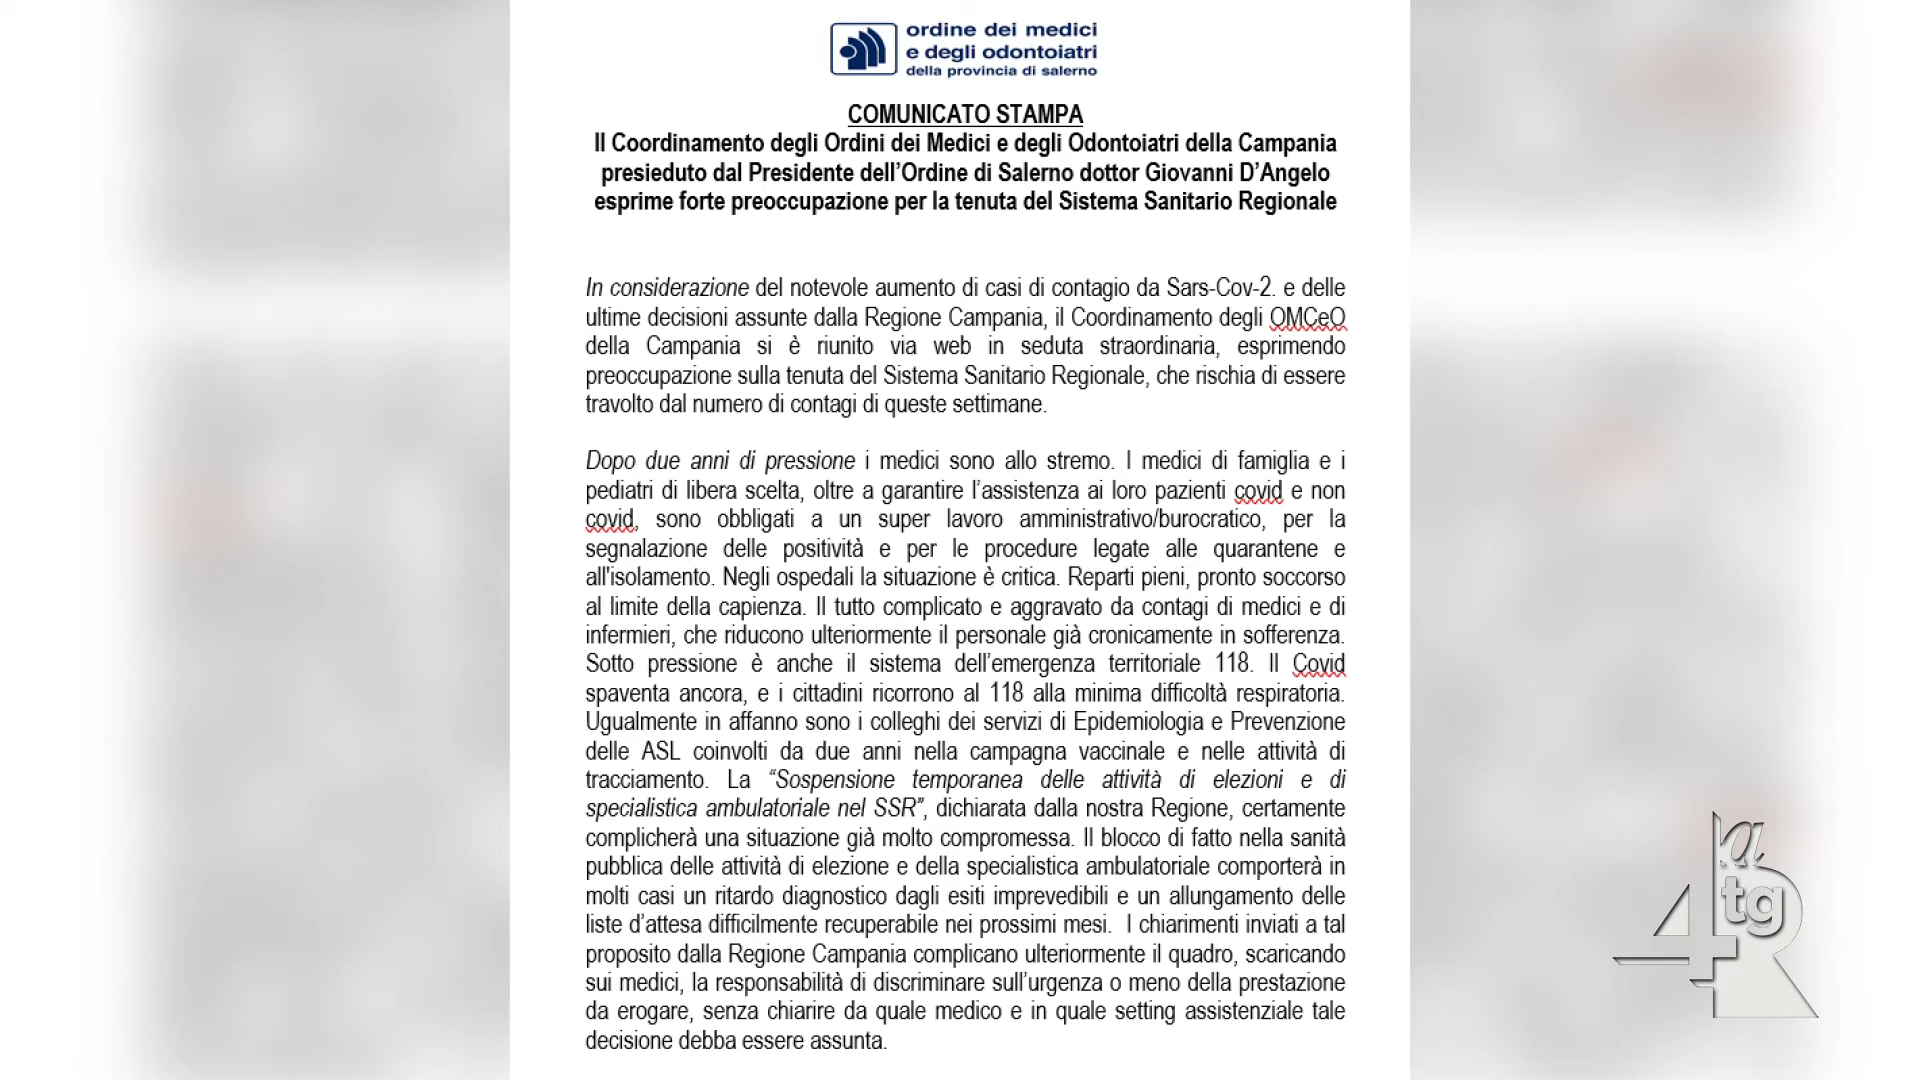 ordine dei medici
e degli odontoiatri
della provincia di salerno
COMUNICATO STAMPA
Il Coordinamento degli Ordini dei Medici e degli Odontoiatri della Campania
presieduto dal Presidente dell’Ordine di Salerno dottor Giovanni D’Angelo
esprime forte preoccupazione per la tenuta del Sistema Sanitario Regionale
In considerazione del notevole aumento di casi di contagio da Sars-Cov-2. e delle
ultime decisioni assunte dalla Regione Campania, il Coordinamento degli OMCeO
della Campania si è riunito via web in seduta straordinaria, esprimendo
preoccupazione sulla tenuta del Sistema Sanitario Regionale, che rischia di essere
travolto dal numero di contagi di queste settimane.
Dopo due anni di pressione i medici sono allo stremo. I medici di famiglia e i
pediatri di libera scelta, oltre a garantire l’assistenza ai loro pazienti covid e non
covid, sono obbligati a un super lavoro amministrativo/burocratico, per la
segnalazione delle positività e per le procedure legate alle quarantene e
all'isolamento. Negli ospedali la situazione è critica. Reparti pieni, pronto soccorso
al limite della capienza. Il tutto complicato e aggravato da contagi di medici e di
infermieri, che riducono ulteriormente il personale già cronicamente in sofferenza.
Sotto pressione è anche il sistema dell’emergenza territoriale 118. Il Covid
spaventa ancora, e i cittadini ricorrono al 118 alla minima difficoltà respiratoria.
Ugualmente in affanno sono i colleghi dei servizi di Epidemiologia e Prevenzione
delle ASL coinvolti da due anni nella campagna vaccinale e nelle attività di
tracciamento. La “Sospensione temporanea delle attività di elezioni e di
specialistica ambulatoriale nel SSR”, dichiarata dalla nostra Regione, certamente
complicherà una situazione già molto compromessa. Il blocco di fatto nella sanità
pubblica delle attività di elezione e della specialistica ambulatoriale comporterà in
molti casi un ritardo diagnostico dagli esiti imprevedibili e un allungamento delle
liste d’attesa difficilmente recuperabile nei prossimi mesi. I chiarimenti inviati a tal
proposito dalla Regione Campania complicano ulteriormente il quadro, scaricando
sui medici, la responsabilità di discriminare sull’urgenza o meno della prestazione
da erogare, senza chiarire da quale medico e in quale setting assistenziale tale
decisione debba essere assunta.
a
tg
4R